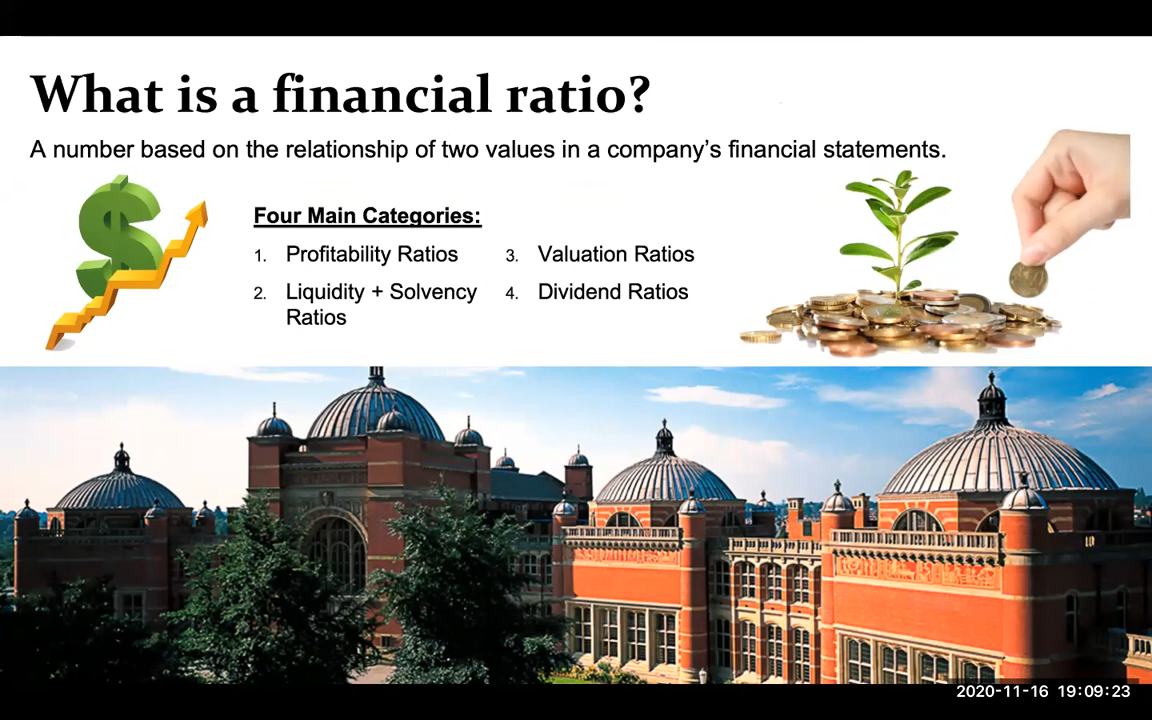 What is a financial ratio?
A number based on the relationship of two values in a company's financial statements.
Four Main Categories:
1. Profitability Ratios
2. Liquidity + Solvency
Ratios
3. Valuation Ratios
4. Dividend Ratios
2020-11-16 19:09:23